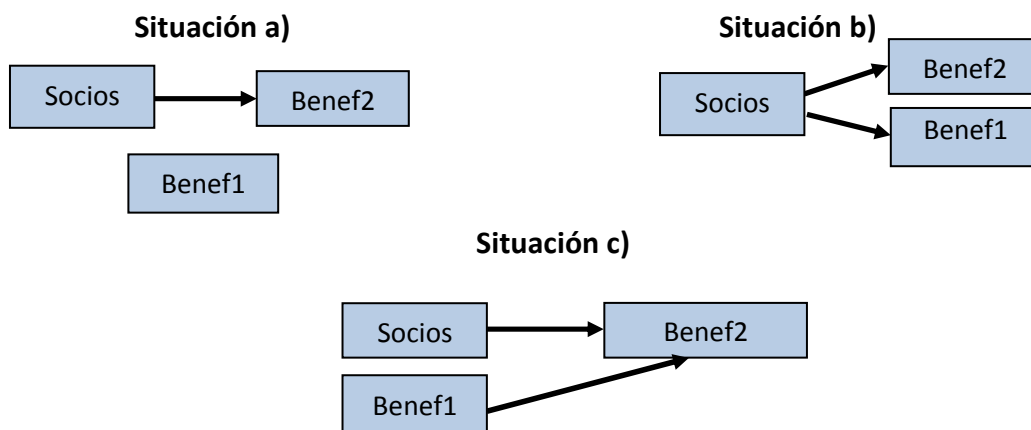 Situación a)
Socios
Benef2
Benef1
Situación b)
Socios
Benef2
Benef1
Situación c)
Socios
Benef2
Benef1